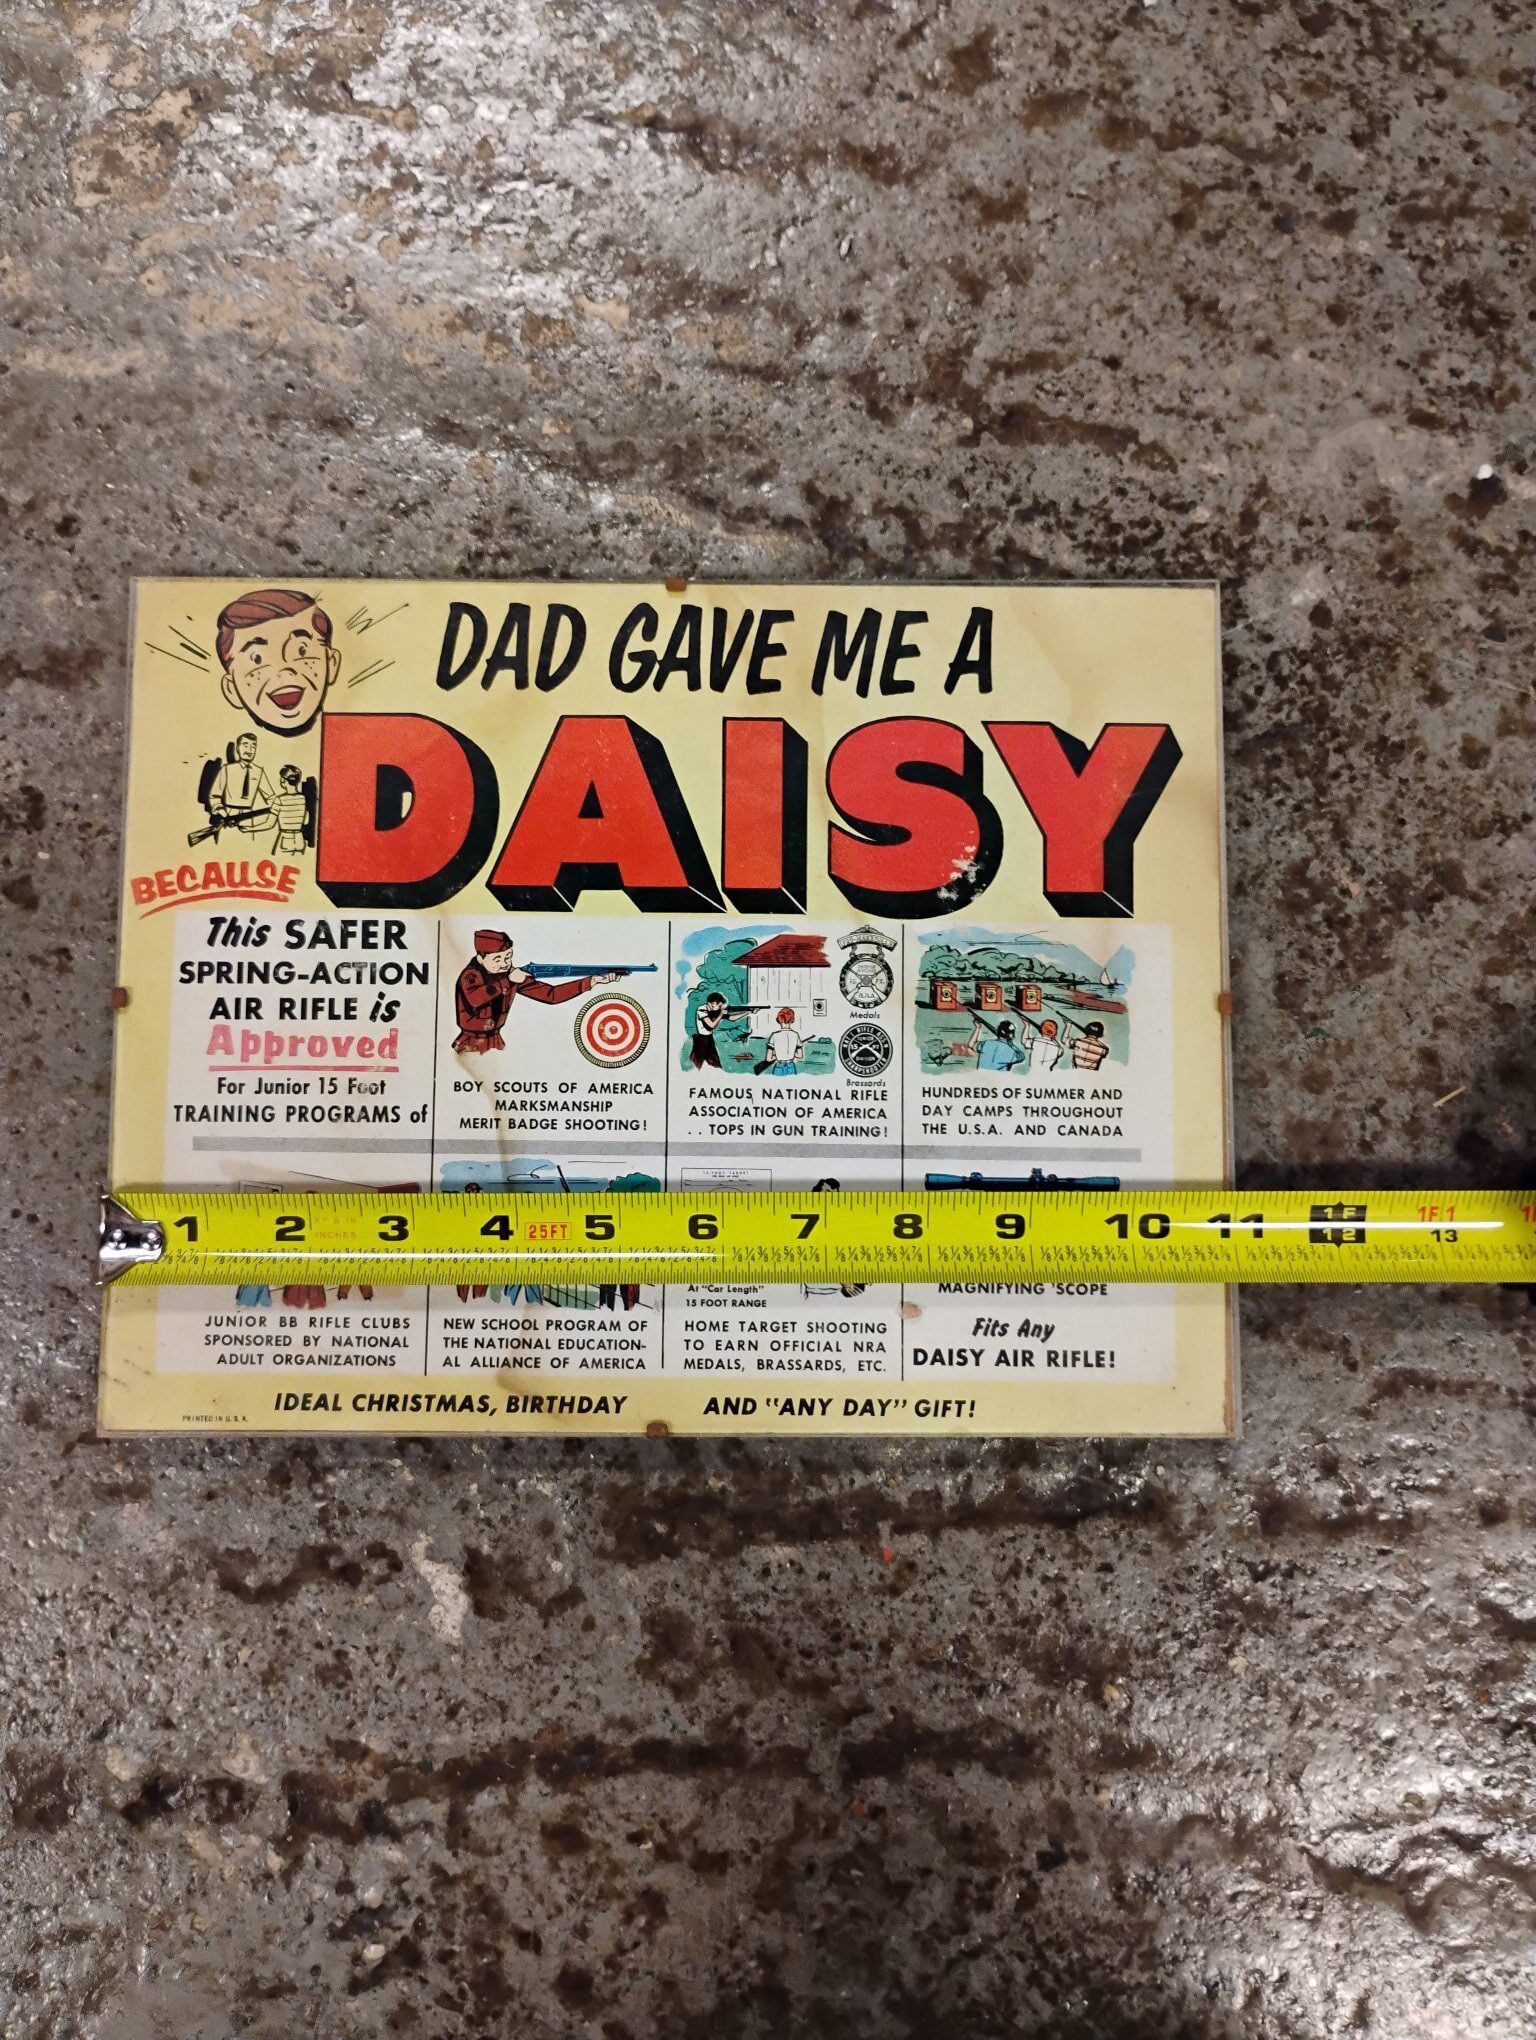 DAD GAVE ME A
DAISY
BECAUSE
This SAFER
SPRING-ACTION
AIR RIFLE is
Approved
For Junior 15 Foot
TRAINING PROGRAMS of
BOY SCOUTS OF AMERICA
MARKSMANSHIP
MERIT BADGE SHOOTING!
Medals
Brassards
FAMOUS NATIONAL RIFLE
ASSOCIATION OF AMERICA
. . TOPS IN GUN TRAINING!
HUNDREDS OF SUMMER AND
DAY CAMPS THROUGHOUT
THE U.S.A. AND CANADA
1 2 3 4 25FT 5 6 7 8 9 10 11 1F 12 1F1 13
INCHES
JUNIOR BB RIFLE CLUBS
SPONSORED BY NATIONAL
ADULT ORGANIZATIONS
NEW SCHOOL PROGRAM OF
THE NATIONAL EDUCATION-
AL ALLIANCE OF AMERICA
At "Car Length"
15 FOOT RANGE
HOME TARGET SHOOTING
TO EARN OFFICIAL NRA
MEDALS, BRASSARDS, ETC.
MAGNIFYING 'SCOPE
Fits Any
DAISY AIR RIFLE!
IDEAL CHRISTMAS, BIRTHDAY AND "ANY DAY" GIFT!
PRINTED IN U.S.A.